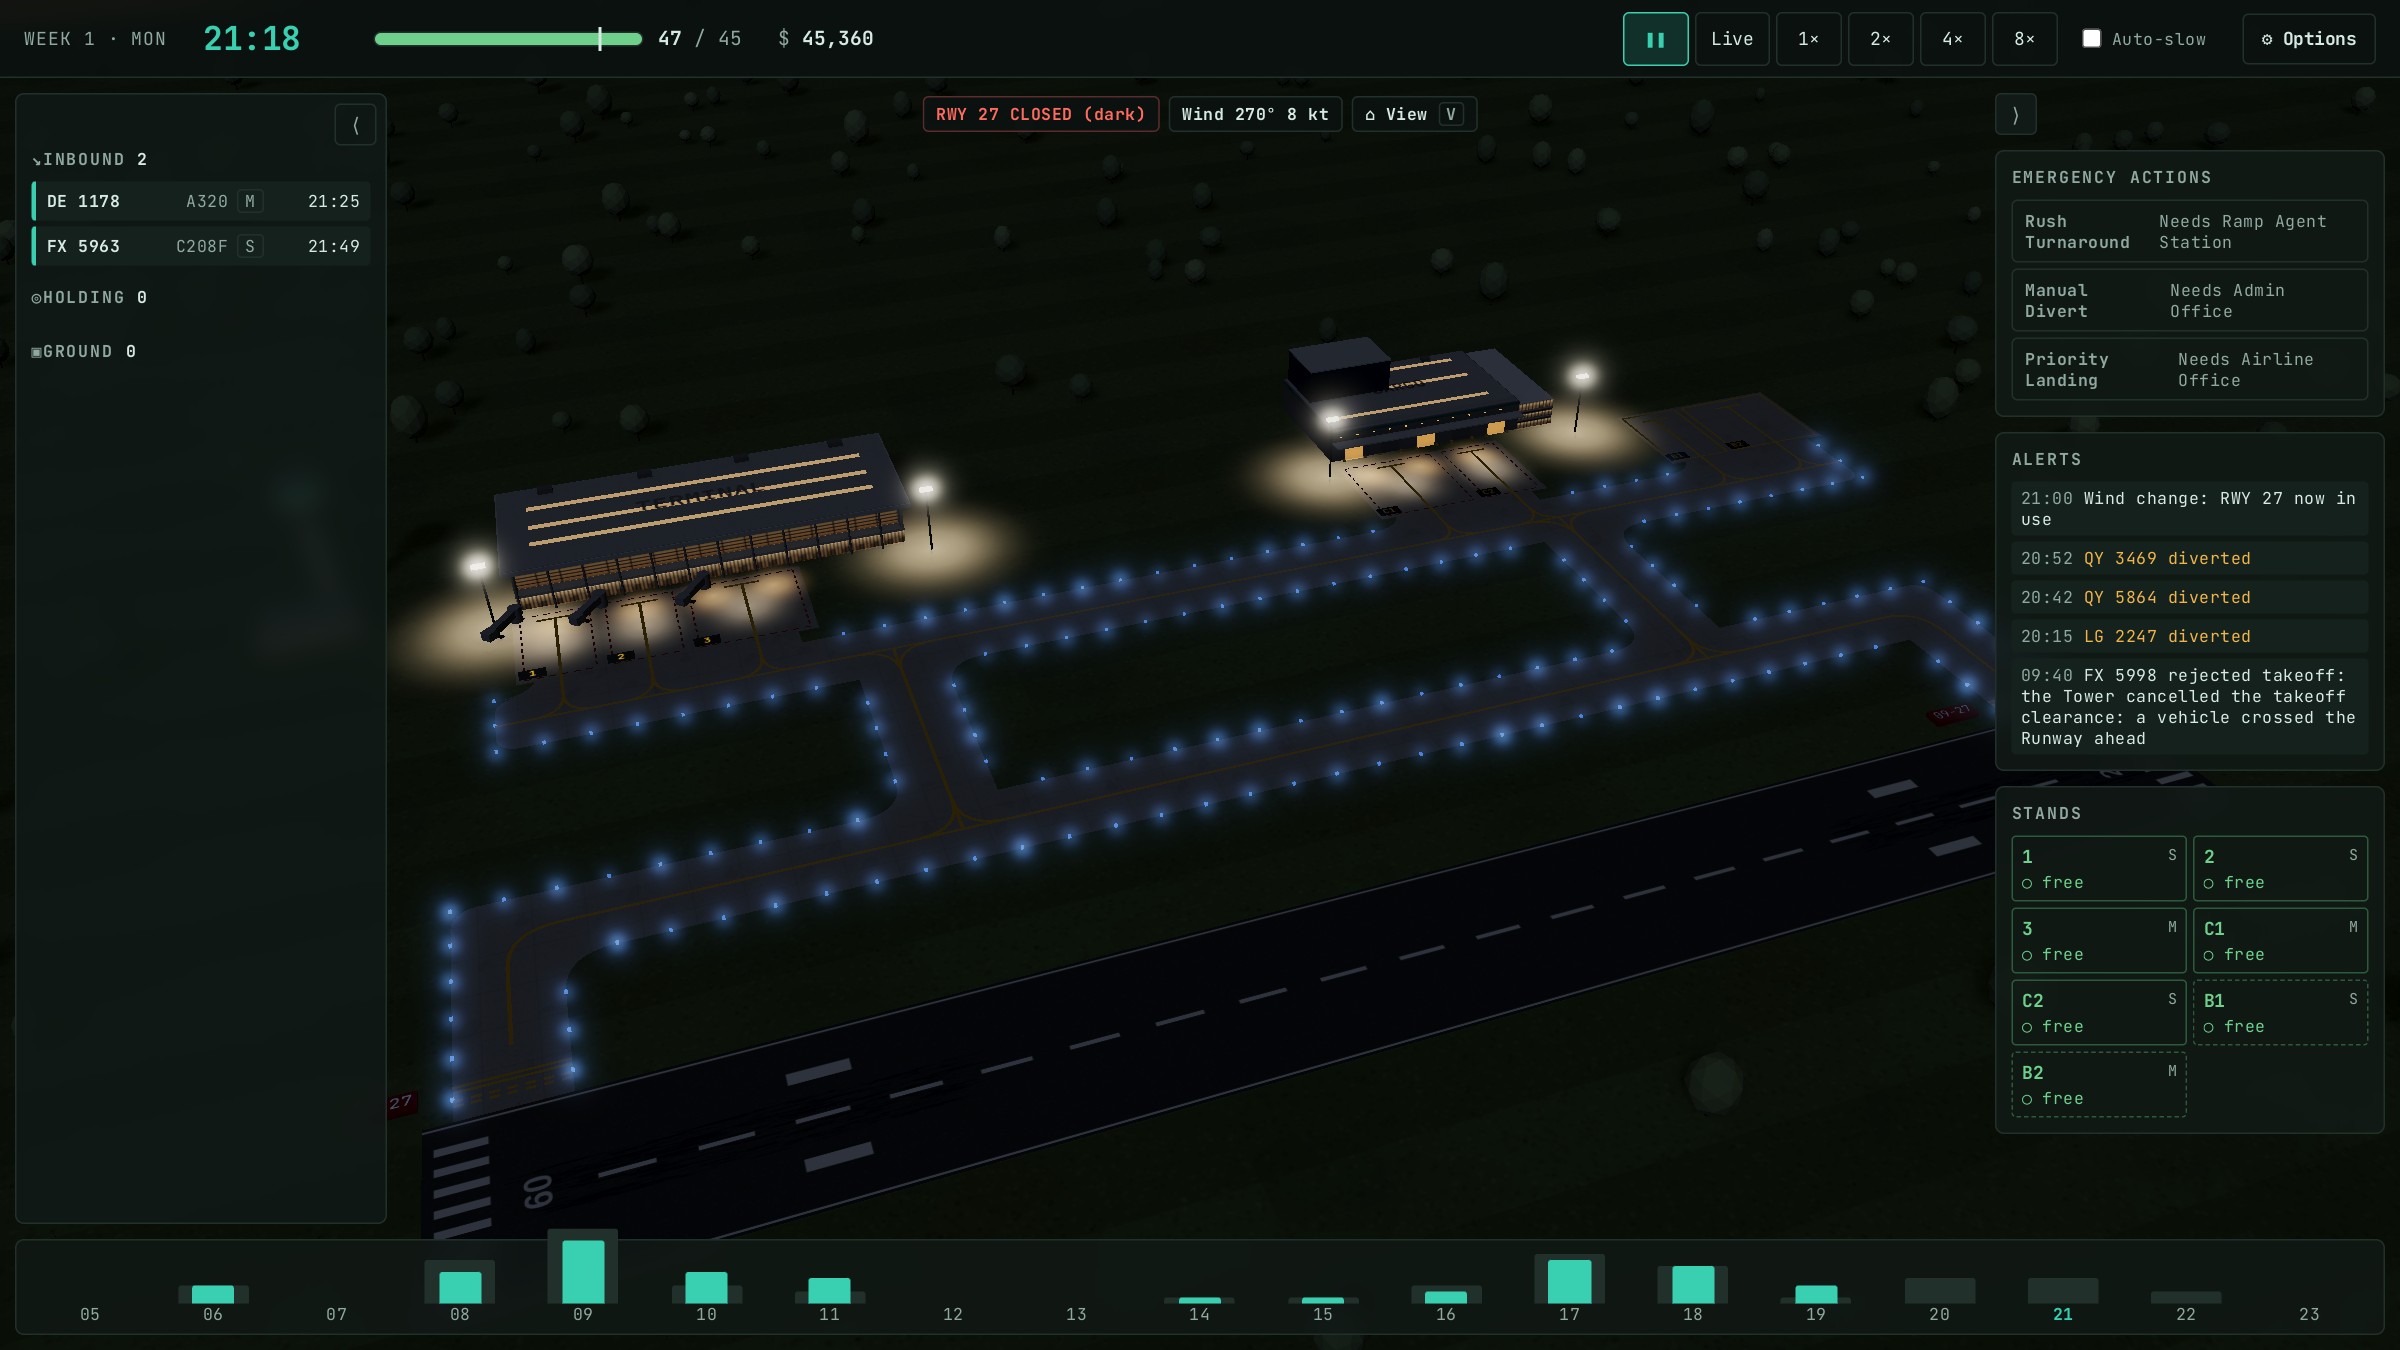 WEEK 1 · MON 21:18 47 / 45 $ 45,360 ❚❚ Live 1× 2× 4× 8× Auto-slow ⚙ Options
RWY 27 CLOSED (dark) Wind 270° 8 kt ⌂ View V
⟨
↘INBOUND 2
DE 1178 A320 M 21:25
FX 5963 C208F S 21:49
◎HOLDING 0
▣GROUND 0
⟩
EMERGENCY ACTIONS
Rush Turnaround Needs Ramp Agent Station
Manual Divert Needs Admin Office
Priority Landing Needs Airline Office
ALERTS
21:00 Wind change: RWY 27 now in
use
20:52 QY 3469 diverted
20:42 QY 5864 diverted
20:15 LG 2247 diverted
09:40 FX 5998 rejected takeoff:
the Tower cancelled the takeoff
clearance: a vehicle crossed the
Runway ahead
STANDS
1 S
○ free
2 S
○ free
3 M
○ free
C1 M
○ free
C2 S
○ free
B1 S
○ free
B2 M
○ free
TERMINAL
1
2
3
09-27
27
09
05 06 07 08 09 10 11 12 13 14 15 16 17 18 19 20 21 22 23